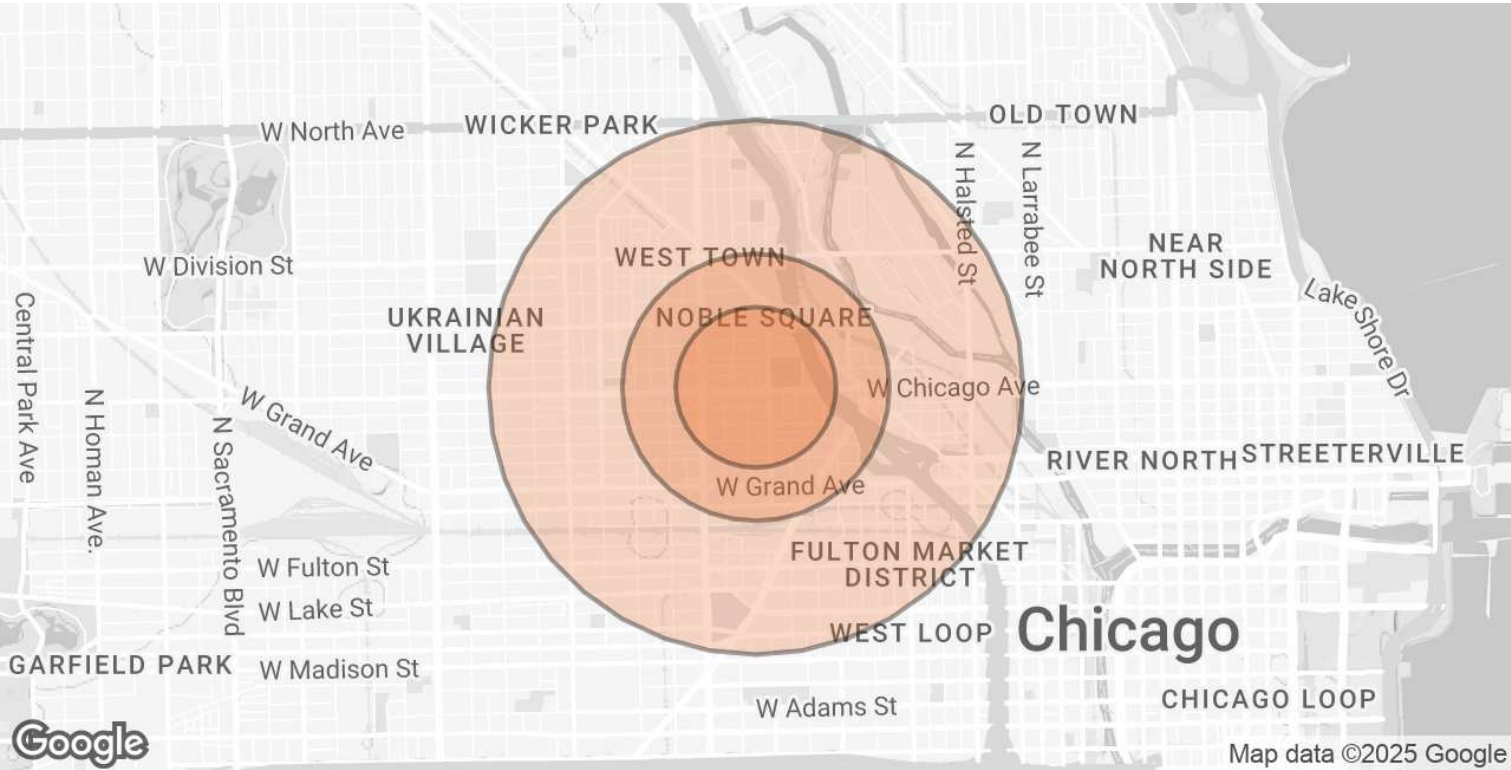 W North Ave
WICKER PARK
OLD TOWN
N Halsted St
N Larrabee St
W Division St
WEST TOWN
NEAR
NORTH SIDE
Lake Shore Dr
Central Park Ave
UKRAINIAN
VILLAGE
NOBLE SQUARE
N Homan Ave.
W Grand Ave
N Sacramento Blvd
W Chicago Ave
RIVER NORTH
STREETERVILLE
W Grand Ave
W Fulton St
FULTON MARKET
DISTRICT
W Lake St
WEST LOOP
Chicago
GARFIELD PARK
W Madison St
W Adams St
CHICAGO LOOP
Google
Map data ©2025 Google